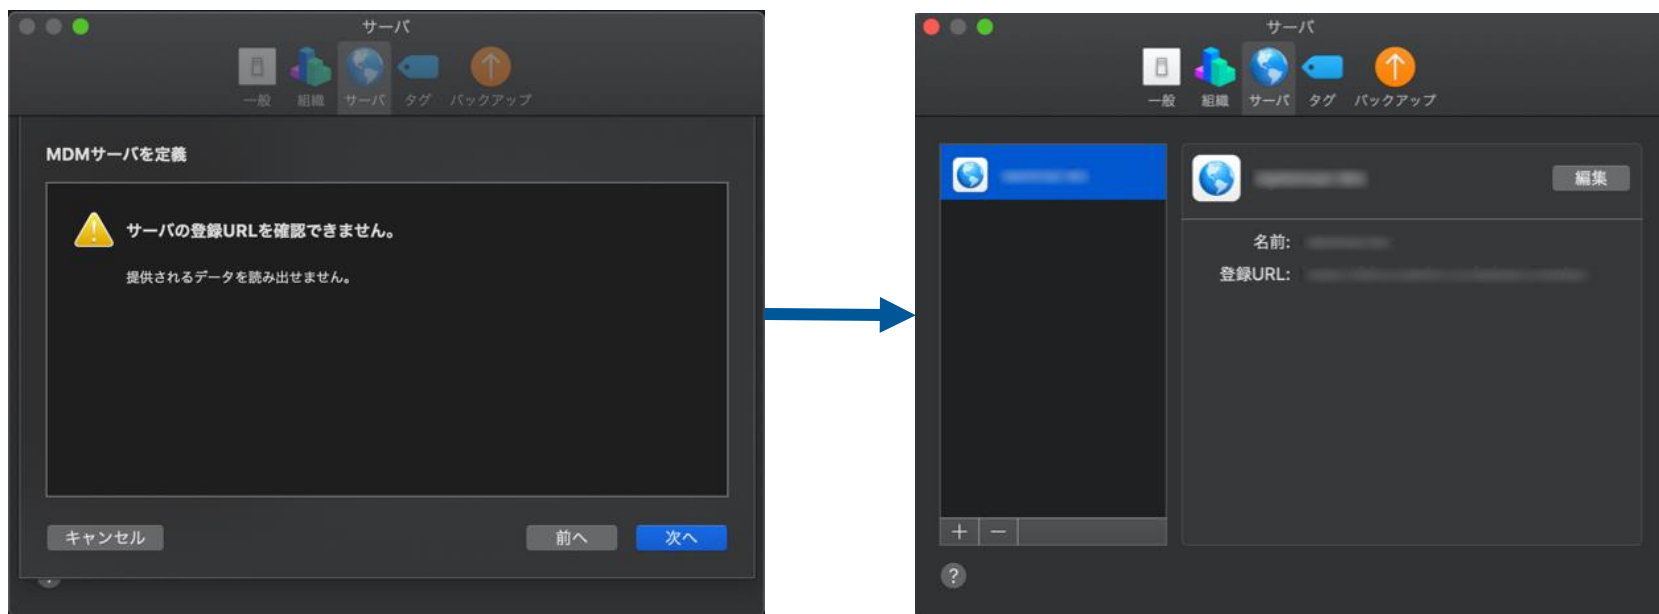 サーバ
一般 組織 サーバ タグ バックアップ
MDMサーバを定義
サーバの登録URLを確認できません。
提供されるデータを読み出せません。
キャンセル
前へ
次へ
サーバ
一般 組織 サーバ タグ バックアップ
編集
名前:
登録URL:
+ −
?